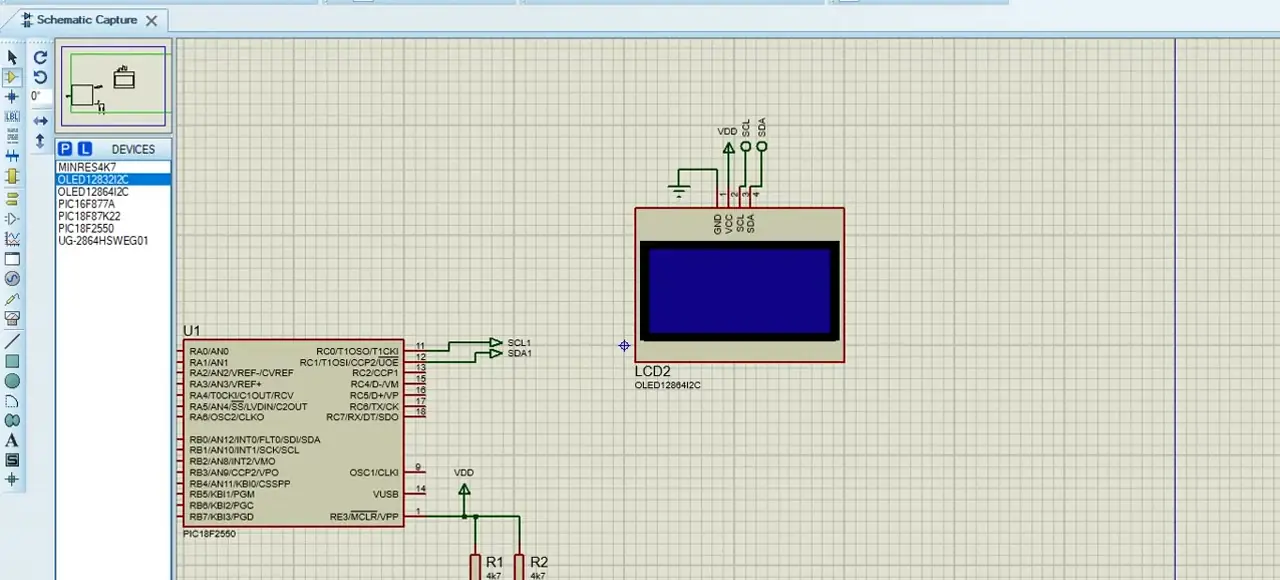 Schematic Capture
0°
LBL
P L DEVICES
MINRES4K7
OLED12832I2C
OLED12864I2C
PIC16F877A
PIC18F87K22
PIC18F2550
UG-2864HSWEG01
A
S
VDD
SCL
SDA
1
2
3
4
GND
VCC
SCL
SDA
LCD2
OLED12864I2C
U1
RA0/AN0
RA1/AN1
RA2/AN2/VREF-/CVREF
RA3/AN3/VREF+
RA4/T0CKI/C1OUT/RCV
RA5/AN4/SS/LVDIN/C2OUT
RA6/OSC2/CLKO
RB0/AN12/INT0/FLT0/SDI/SDA
RB1/AN10/INT1/SCK/SCL
RB2/AN8/INT2/VMO
RB3/AN9/CCP2/VPO
RB4/AN11/KBI0/CSSPP
RB5/KBI1/PGM
RB6/KBI2/PGC
RB7/KBI3/PGD
RC0/T1OSO/T1CKI 11
RC1/T1OSI/CCP2/UOE 12
RC2/CCP1 13
RC4/D-/VM 15
RC5/D+/VP 16
RC6/TX/CK 17
RC7/RX/DT/SDO 18
OSC1/CLKI 9
VUSB 14
RE3/MCLR/VPP 1
PIC18F2550
SCL1
SDA1
VDD
R1
4k7
R2
4k7